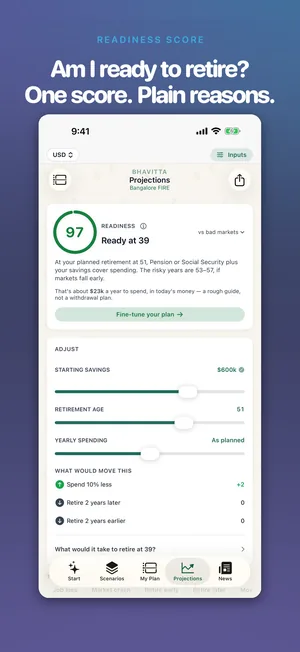 READINESS SCORE
Am I ready to retire?
One score. Plain reasons.
9:41
USD
Inputs
BHAVITTA
Projections
Bangalore FIRE
97
READINESS
Ready at 39
vs bad markets
At your planned retirement at 51, Pension or Social Security plus
your savings cover spending. The risky years are 53–57, if
markets fall early.
That's about $23k a year to spend, in today's money — a rough guide,
not a withdrawal plan.
Fine-tune your plan →
ADJUST
STARTING SAVINGS
$600k
RETIREMENT AGE
51
YEARLY SPENDING
As planned
WHAT WOULD MOVE THIS
Spend 10% less
+2
Retire 2 years later
0
Retire 2 years earlier
0
What would it take to retire at 39?
Start
Scenarios
My Plan
Projections
News